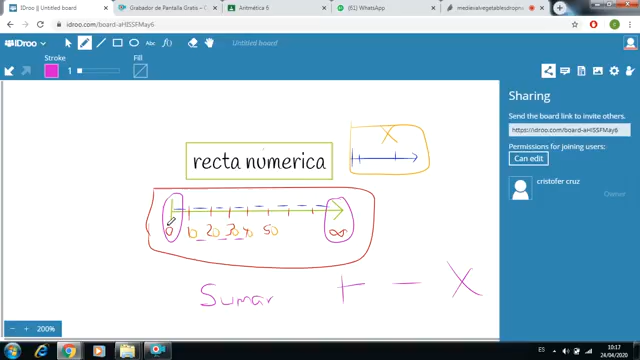 IDroo || Untitled board
Grabador de Pantalla Gratis
Aritmética 6
(61) WhatsApp
medievalvegetablestropn
idroo.com/board-aHISSFMay6
IDroo
Untitled board
Stroke
Fill
1
Abc
f(x)
Sharing
Send the board link to invite others.
https://idroo.com/board-aHISSFMay6
Permissions for joining users:
Can edit
cristofer cruz
Owner
X
recta numerica
0 10 20 30 40 50 ∞
Sumar + − X
200%
ES
10:17
24/04/2020